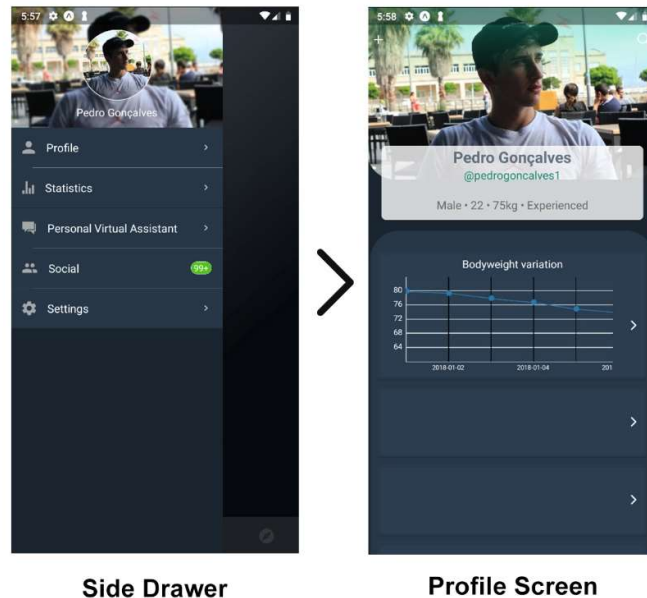 5:57
Pedro Gonçalves
Profile
Statistics
Personal Virtual Assistant
Social 99+
Settings
Side Drawer
5:58
Pedro Gonçalves
@pedrogoncalves1
Male • 22 • 75kg • Experienced
Bodyweight variation
80
76
72
68
64
2018-01-02 2018-01-04 201
Profile Screen